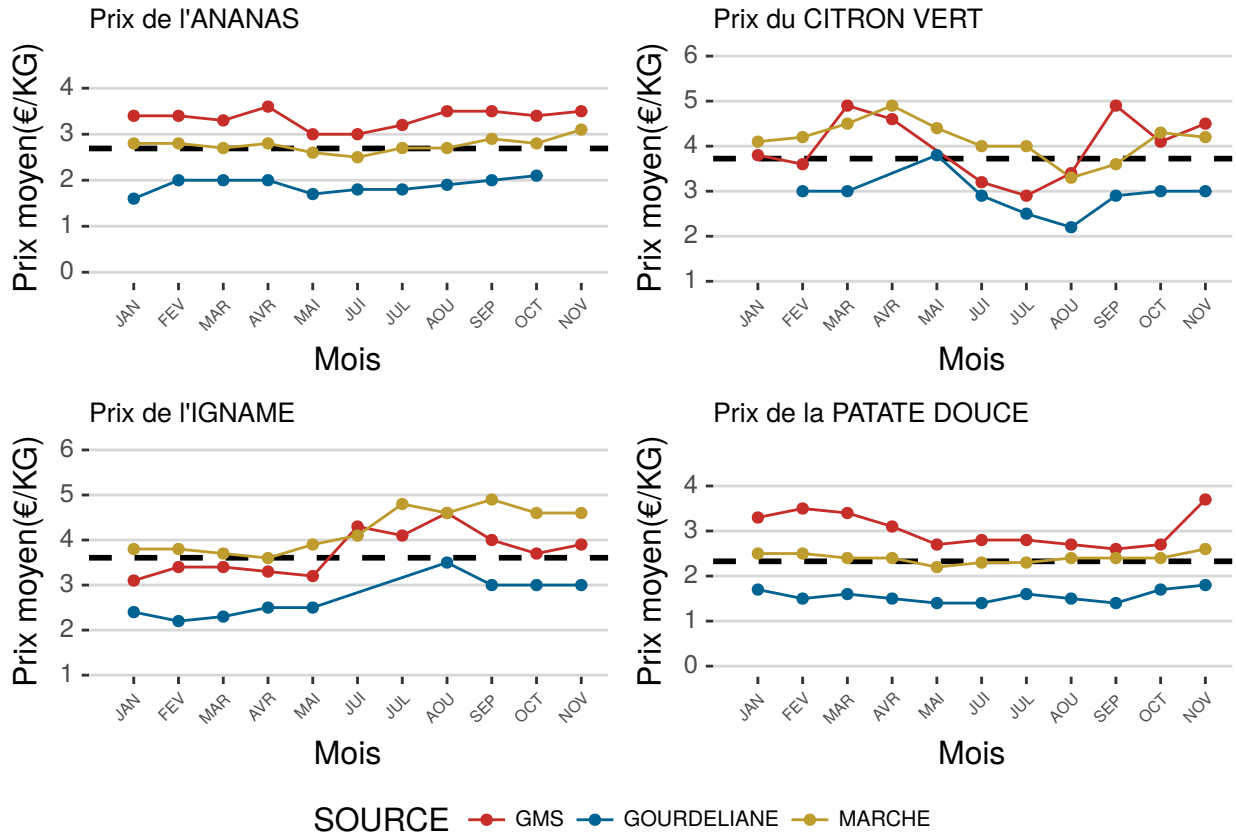 Prix de l'ANANAS
Prix moyen(€/KG)
4
3
2
1
0
JAN FEV MAR AVR MAI JUI JUL AOU SEP OCT NOV
Mois
Prix du CITRON VERT
Prix moyen(€/KG)
6
5
4
3
2
1
JAN FEV MAR AVR MAI JUI JUL AOU SEP OCT NOV
Mois
Prix de l'IGNAME
Prix moyen(€/KG)
6
5
4
3
2
1
JAN FEV MAR AVR MAI JUI JUL AOU SEP OCT NOV
Mois
Prix de la PATATE DOUCE
Prix moyen(€/KG)
4
3
2
1
0
JAN FEV MAR AVR MAI JUI JUL AOU SEP OCT NOV
Mois
SOURCE GMS GOURDELIANE MARCHE